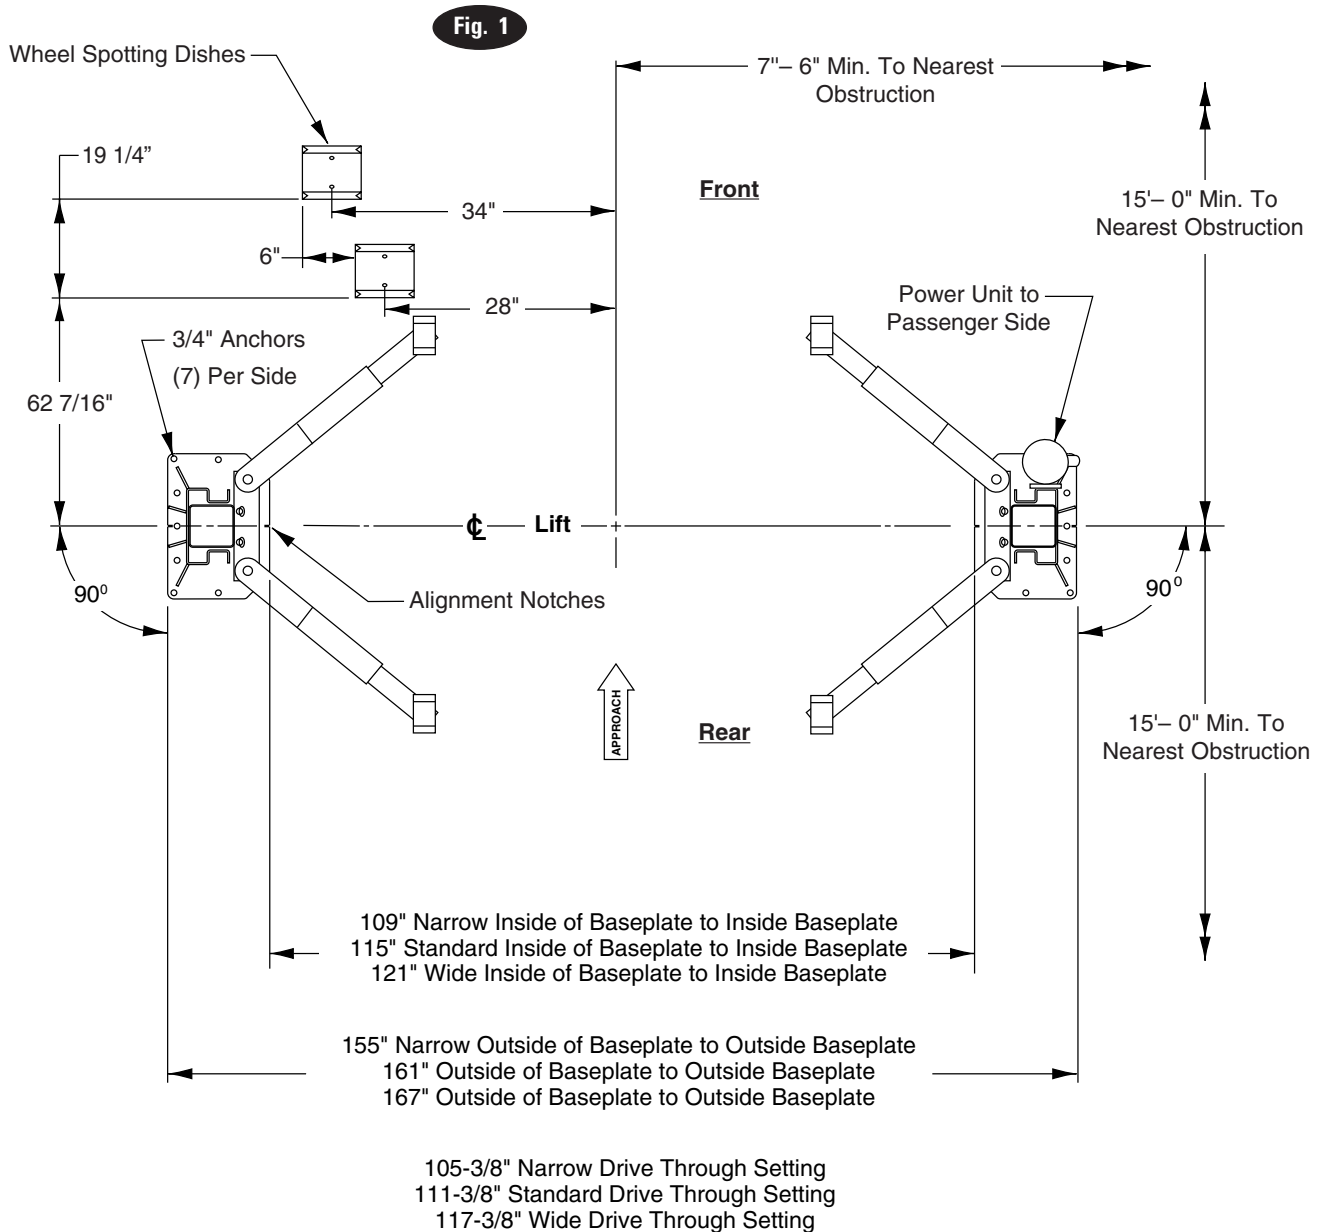 Fig. 1
Wheel Spotting Dishes
7"– 6" Min. To Nearest
Obstruction
19 1/4”
Front
15'– 0" Min. To
Nearest Obstruction
34"
6"
28"
Power Unit to
Passenger Side
3/4" Anchors
(7) Per Side
62 7/16"
℄ Lift
90⁰
90⁰
Alignment Notches
APPROACH
Rear
15'– 0" Min. To
Nearest Obstruction
109" Narrow Inside of Baseplate to Inside Baseplate
115" Standard Inside of Baseplate to Inside Baseplate
121" Wide Inside of Baseplate to Inside Baseplate
155" Narrow Outside of Baseplate to Outside Baseplate
161" Outside of Baseplate to Outside Baseplate
167" Outside of Baseplate to Outside Baseplate
105-3/8" Narrow Drive Through Setting
111-3/8" Standard Drive Through Setting
117-3/8" Wide Drive Through Setting